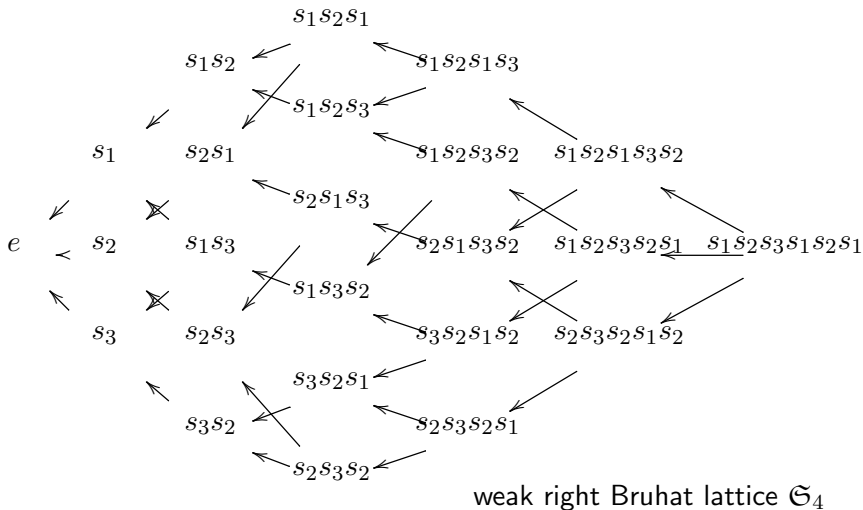 s₁s₂s₁
s₁s₂ s₁s₂s₁s₃
s₁s₂s₃
s₁ s₂s₁ s₁s₂s₃s₂ s₁s₂s₁s₃s₂
s₂s₁s₃
e s₂ s₁s₃ s₂s₁s₃s₂ s₁s₂s₃s₂s₁ s₁s₂s₃s₁s₂s₁
s₁s₃s₂
s₃ s₂s₃ s₃s₂s₁s₂ s₂s₃s₂s₁s₂
s₃s₂s₁
s₃s₂ s₂s₃s₂s₁
s₂s₃s₂
weak right Bruhat lattice 𝔖₄